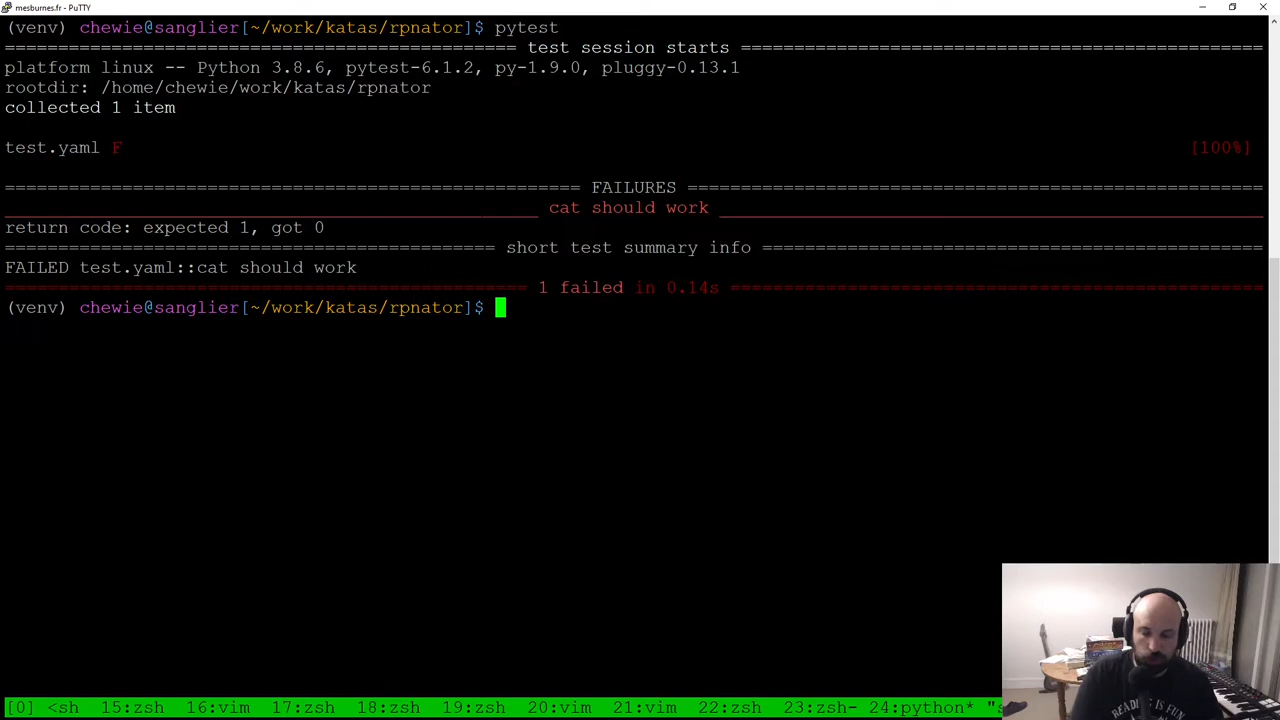 mesburnes.fr - PuTTY
(venv) chewie@sanglier[~/work/katas/rpnator]$ pytest
================================================ test session starts =================================================
platform linux -- Python 3.8.6, pytest-6.1.2, py-1.9.0, pluggy-0.13.1
rootdir: /home/chewie/work/katas/rpnator
collected 1 item
test.yaml F [100%]
====================================================== FAILURES ======================================================
__________________________________________________ cat should work ___________________________________________________
return code: expected 1, got 0
============================================== short test summary info ===============================================
FAILED test.yaml::cat should work
================================================= 1 failed in 0.14s ==================================================
(venv) chewie@sanglier[~/work/katas/rpnator]$
[0] <sh 15:zsh 16:vim 17:zsh 18:zsh 19:zsh 20:vim 21:vim 22:zsh 23:zsh- 24:python* "s
READING IS FUN